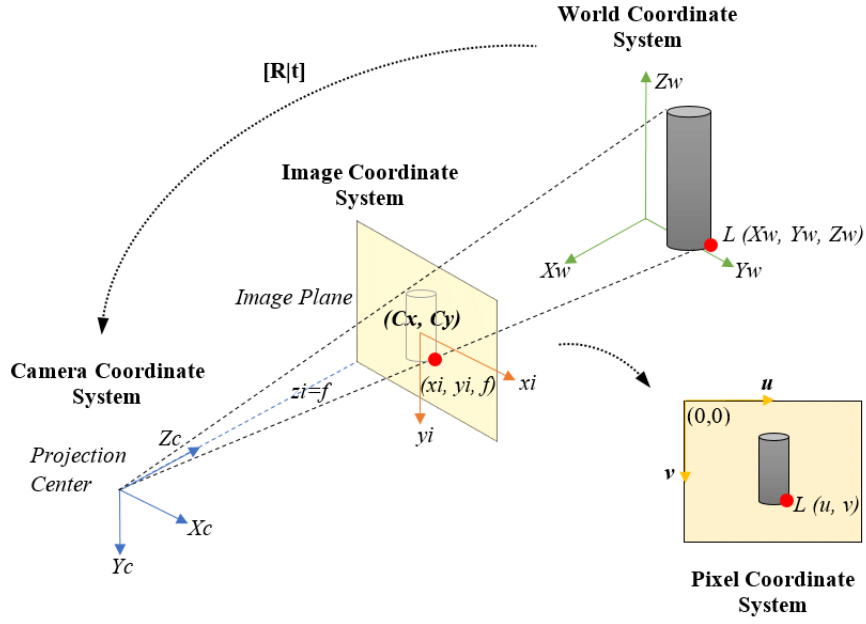 World Coordinate
System
[R|t]
Zw
Image Coordinate
System
L (Xw, Yw, Zw)
Xw
Yw
Image Plane
(Cx, Cy)
Camera Coordinate
System
zi=f
(xi, yi, f)
xi
yi
u
(0,0)
Zc
Projection
Center
v
L (u, v)
Xc
Yc
Pixel Coordinate
System